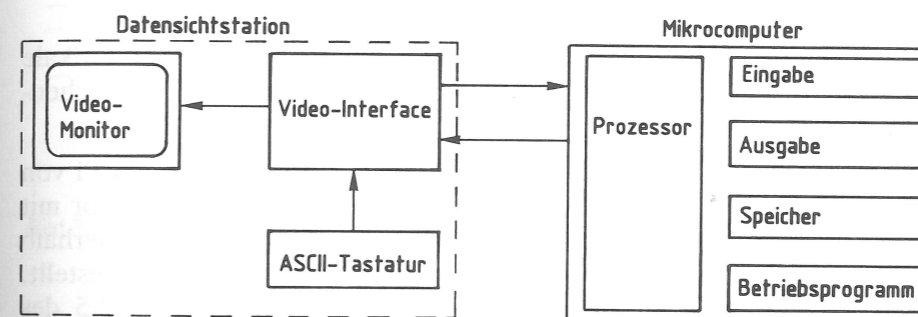 Datensichtstation
Mikrocomputer
Video-
Monitor
Video-Interface
ASCII-Tastatur
Prozessor
Eingabe
Ausgabe
Speicher
Betriebsprogramm